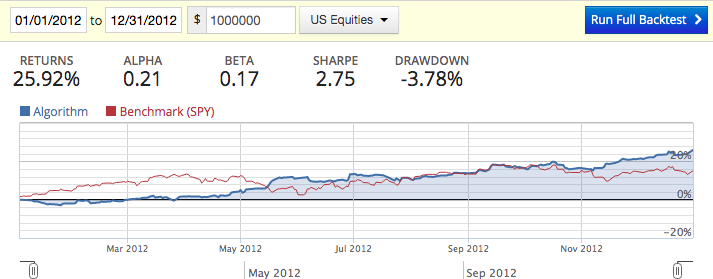 01/01/2012 to 12/31/2012 $ 1000000 US Equities Run Full Backtest
RETURNS ALPHA BETA SHARPE DRAWDOWN
25.92% 0.21 0.17 2.75 -3.78%
Algorithm Benchmark (SPY)
20%
0%
-20%
Mar 2012 May 2012 Jul 2012 Sep 2012 Nov 2012
May 2012 Sep 2012